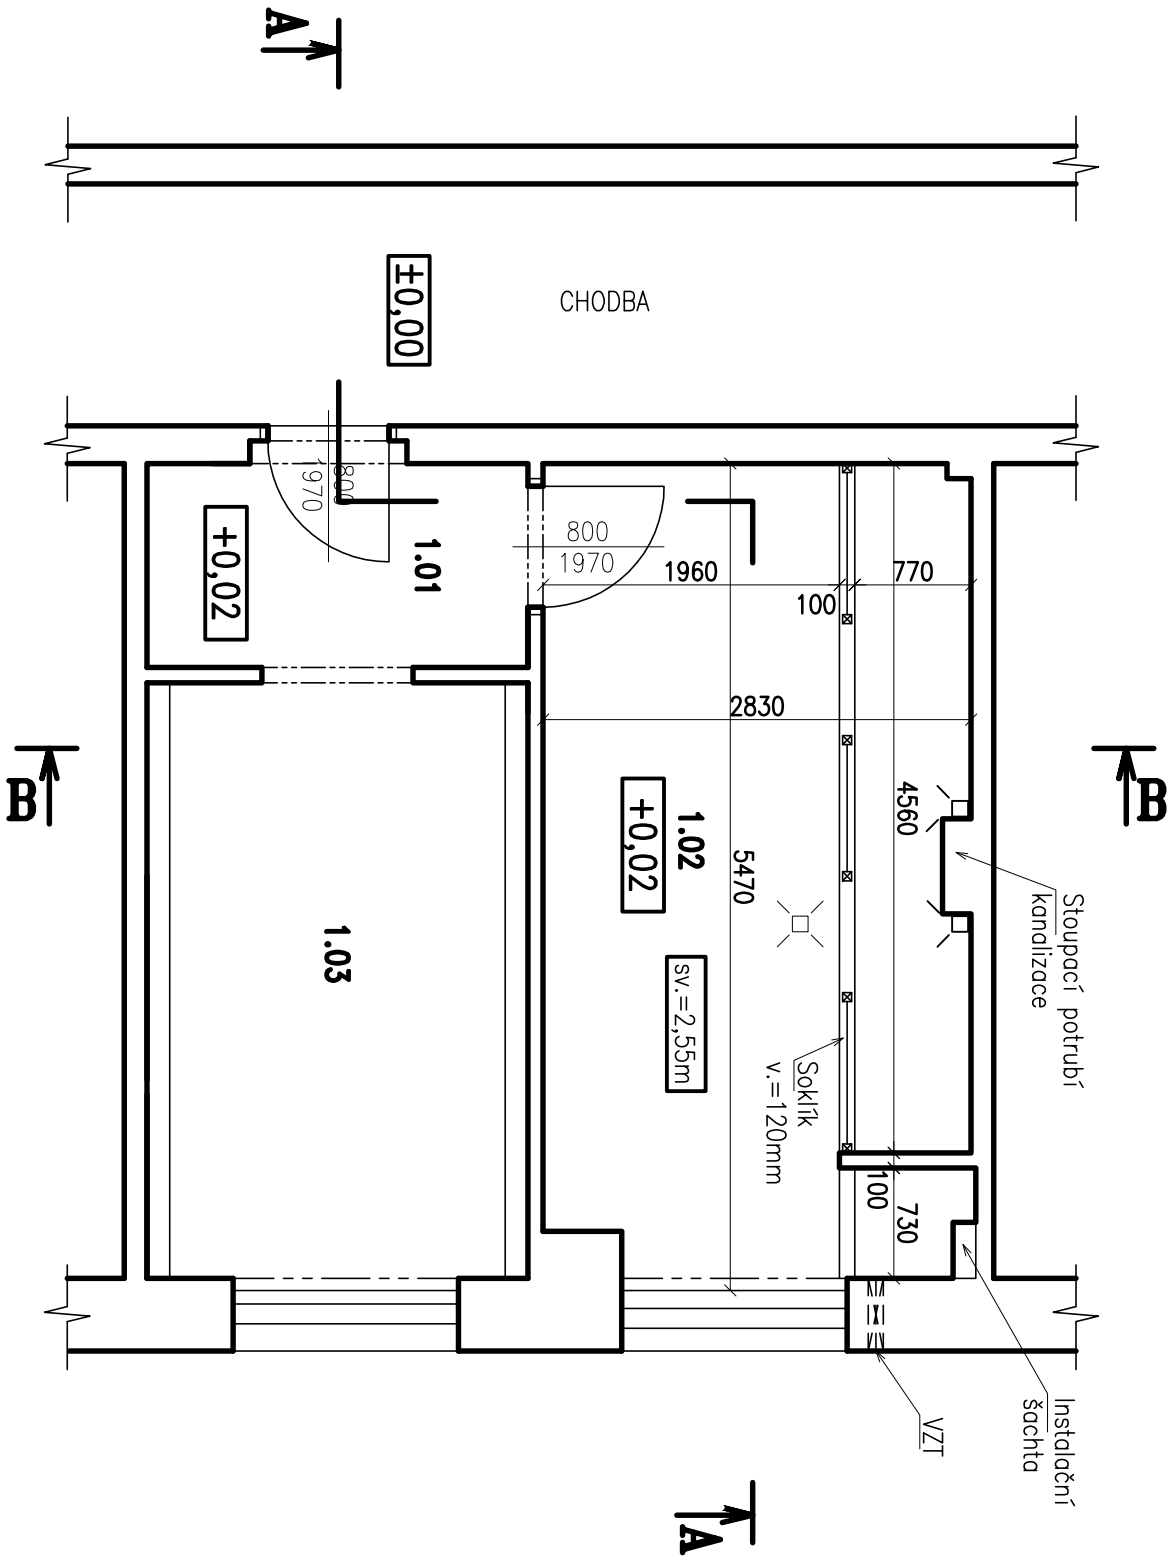 A
CHODBA
±0,00
800
1970
+0,02
1.01
800
1970
1960
100
770
2830
4560
5470
B
B
1.02
+0,02
sv.=2,55m
1.03
Stoupací potrubí
kanalizace
Soklík
v.=120mm
100
730
Instalační
šachta
VZT
A